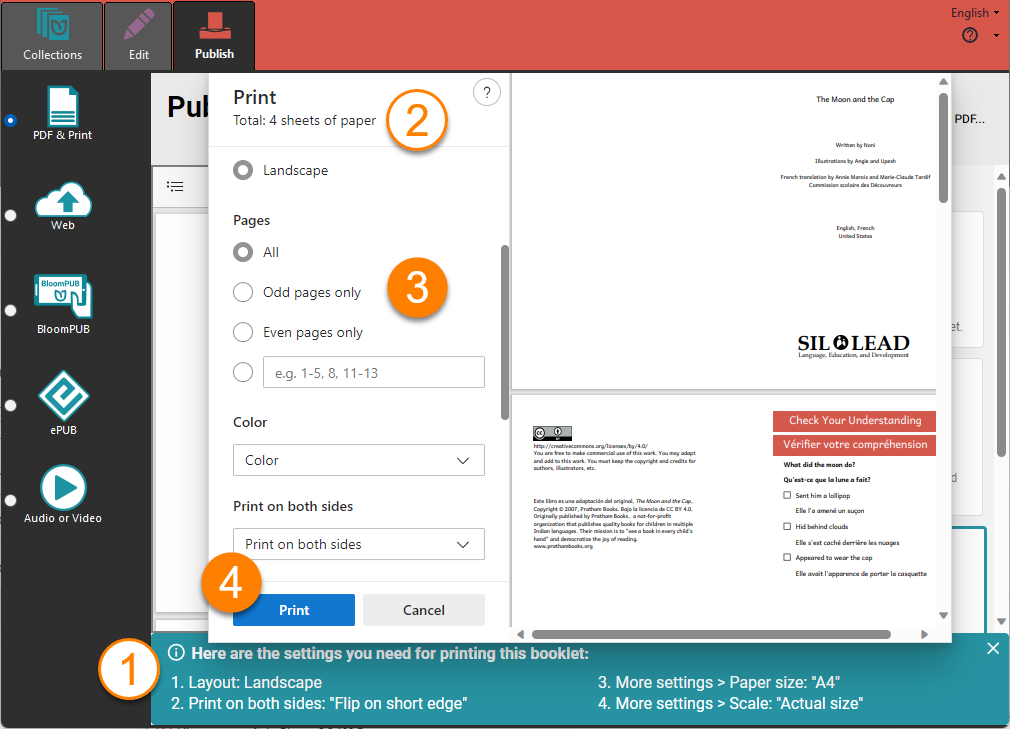 Collections
Edit
Publish
English
?
PDF & Print
Web
BloomPUB
BloomPUB
ePUB
Audio or Video
Pub
PDF...
et.
d
Print
?
Total: 4 sheets of paper
2
Landscape
Pages
All
Odd pages only
3
Even pages only
e.g. 1-5, 8, 11-13
Color
Color
Print on both sides
Print on both sides
4
Print
Cancel
The Moon and the Cap
Written by Noni
Illustrations by Angie and Upesh
French translation by Annie Marois and Marie-Claude Tardif
Commission scolaire des Découvreurs
English, French
United States
SIL LEAD
Language, Education, and Development
cc
BY
http://creativecommons.org/licenses/by/4.0/
You are free to make commercial use of this work. You may adapt
and add to this work. You must keep the copyright and credits for
authors, illustrators, etc.
Este libro es una adaptación del original, The Moon and the Cap,
Copyright © 2007, Pratham Books. Bajo la licencia de CC BY 4.0.
Originally published by Pratham Books, a not-for-profit
organization that publishes quality books for children in multiple
Indian languages. Their mission is to "see a book in every child's
hand" and democratize the joy of reading.
www.prathambooks.org
Check Your Understanding
Vérifier votre compréhension
What did the moon do?
Qu'est-ce que la lune a fait?
Sent him a lollipop
Elle l'a amené un suçon
Hid behind clouds
Elle s'est caché derrière les nuages
Appeared to wear the cap
Elle avait l'apparence de porter la casquette
1
Here are the settings you need for printing this booklet:
1. Layout: Landscape
2. Print on both sides: "Flip on short edge"
3. More settings > Paper size: "A4"
4. More settings > Scale: "Actual size"